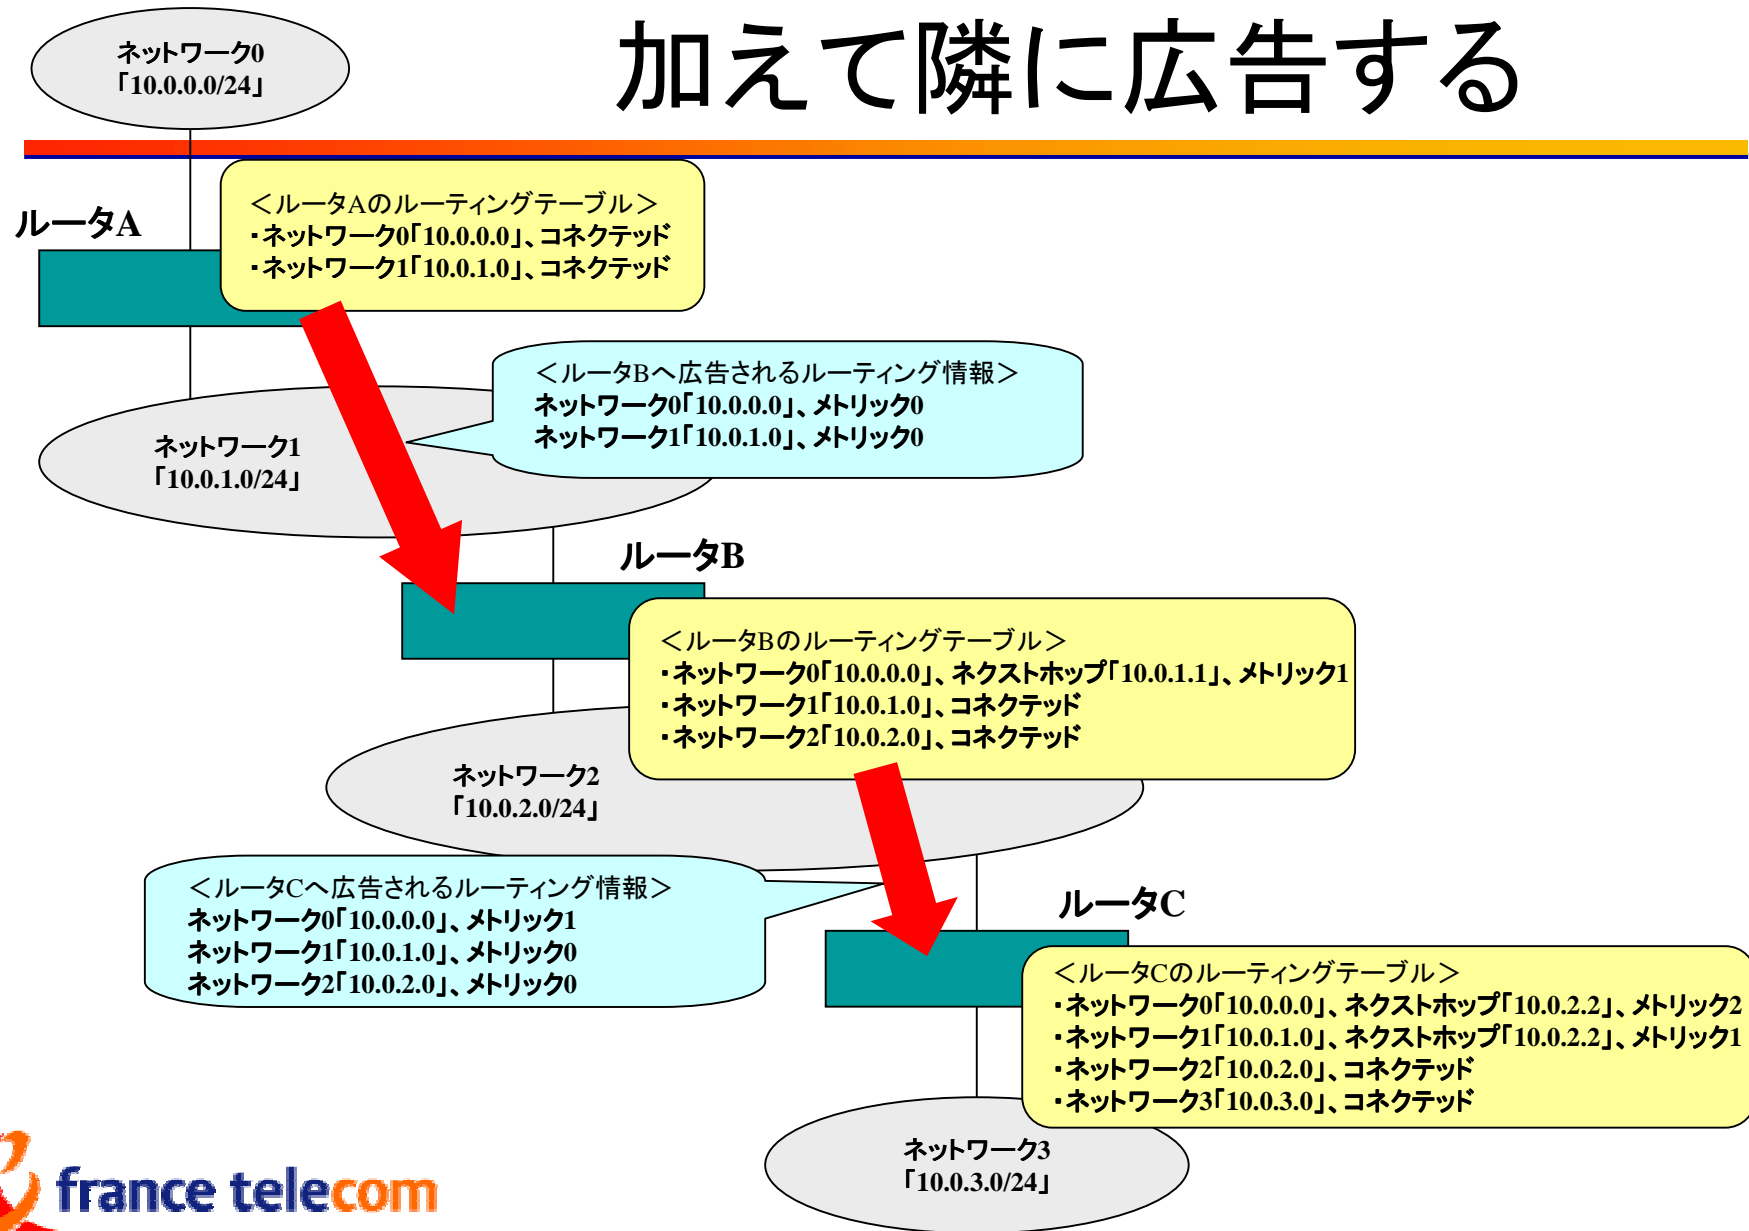 加えて隣に広告する
ネットワーク0
「10.0.0.0/24」
ルータA
＜ルータAのルーティングテーブル＞
・ネットワーク0「10.0.0.0」、コネクテッド
・ネットワーク1「10.0.1.0」、コネクテッド
＜ルータBへ広告されるルーティング情報＞
ネットワーク0「10.0.0.0」、メトリック0
ネットワーク1「10.0.1.0」、メトリック0
ネットワーク1
「10.0.1.0/24」
ルータB
＜ルータBのルーティングテーブル＞
・ネットワーク0「10.0.0.0」、ネクストホップ「10.0.1.1」、メトリック1
・ネットワーク1「10.0.1.0」、コネクテッド
・ネットワーク2「10.0.2.0」、コネクテッド
ネットワーク2
「10.0.2.0/24」
＜ルータCへ広告されるルーティング情報＞
ネットワーク0「10.0.0.0」、メトリック1
ネットワーク1「10.0.1.0」、メトリック0
ネットワーク2「10.0.2.0」、メトリック0
ルータC
＜ルータCのルーティングテーブル＞
・ネットワーク0「10.0.0.0」、ネクストホップ「10.0.2.2」、メトリック2
・ネットワーク1「10.0.1.0」、ネクストホップ「10.0.2.2」、メトリック1
・ネットワーク2「10.0.2.0」、コネクテッド
・ネットワーク3「10.0.3.0」、コネクテッド
ネットワーク3
「10.0.3.0/24」
france telecom